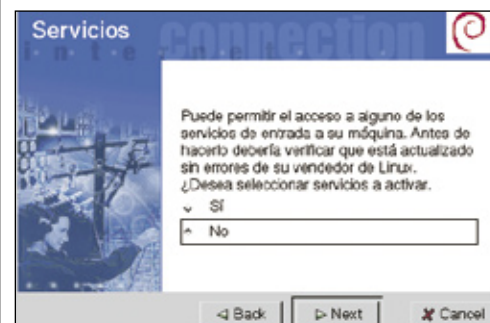 Servicios
connection
internet
Puede permitir el acceso a alguno de los
servicios de entrada a su máquina. Antes de
hacerlo debería verificar que está actualizado
sin errores de su vendedor de Linux.
¿Desea seleccionar servicios a activar.
Sí
No
Back
Next
Cancel